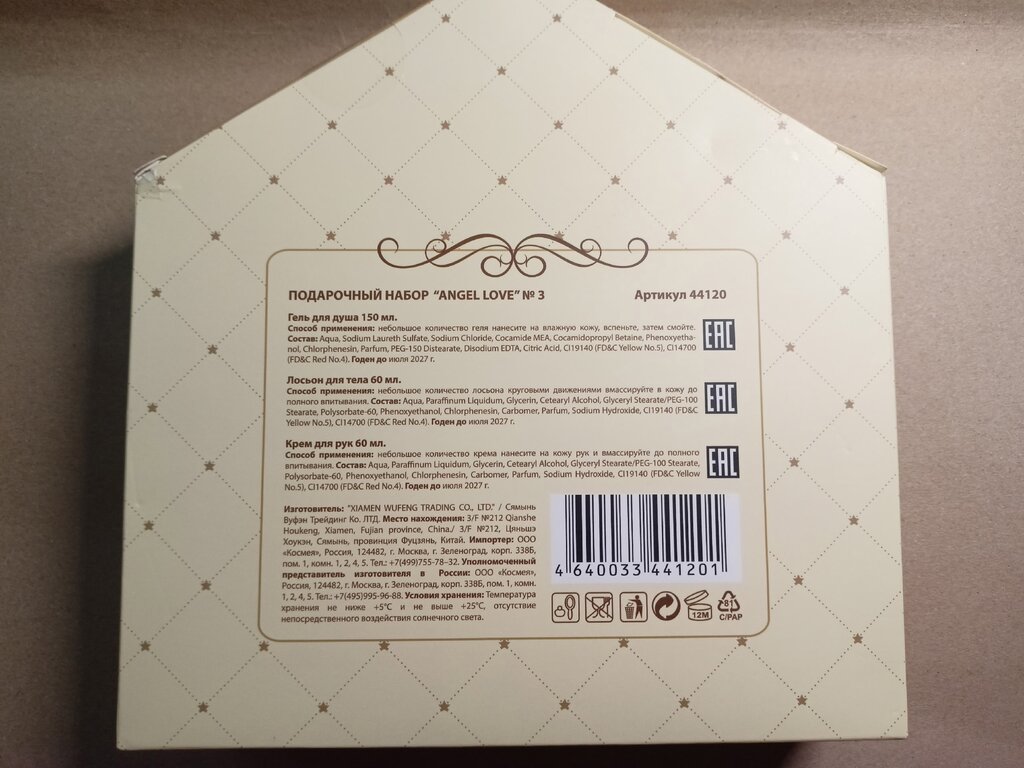 ПОДАРОЧНЫЙ НАБОР “ANGEL LOVE” № 3
Артикул 44120
Гель для душа 150 мл.
Способ применения: небольшое количество геля нанесите на влажную кожу, вспеньте, затем смойте.
Состав: Aqua, Sodium Laureth Sulfate, Sodium Chloride, Cocamide MEA, Cocamidopropyl Betaine, Phenoxyetha-
nol, Chlorphenesin, Parfum, PEG-150 Distearate, Disodium EDTA, Citric Acid, CI19140 (FD&C Yellow No.5), CI14700
(FD&C Red No.4). Годен до июля 2027 г.
EAC
Лосьон для тела 60 мл.
Способ применения: небольшое количество лосьона круговыми движениями вмассируйте в кожу до
полного впитывания. Состав: Aqua, Paraffinum Liquidum, Glycerin, Cetearyl Alcohol, Glyceryl Stearate/PEG-100
Stearate, Polysorbate-60, Phenoxyethanol, Chlorphenesin, Carbomer, Parfum, Sodium Hydroxide, CI19140 (FD&C
Yellow No.5), CI14700 (FD&C Red No.4). Годен до июля 2027 г.
EAC
Крем для рук 60 мл.
Способ применения: небольшое количество крема нанесите на кожу рук и вмассируйте до полного
впитывания. Состав: Aqua, Paraffinum Liquidum, Glycerin, Cetearyl Alcohol, Glyceryl Stearate/PEG-100 Stearate,
Polysorbate-60, Phenoxyethanol, Chlorphenesin, Carbomer, Parfum, Sodium Hydroxide, CI19140 (FD&C Yellow
No.5), CI14700 (FD&C Red No.4). Годен до июля 2027 г.
EAC
Изготовитель: "XIAMEN WUFENG TRADING CO., LTD." / Сямынь
Вуфэн Трейдинг Ко. ЛТД. Место нахождения: 3/F №212 Qianshe
Houkeng, Xiamen, Fujian province, China./ 3/F №212, Цяньшэ
Хоукэн, Сямынь, провинция Фуцзянь, Китай. Импортер: ООО
«Космея», Россия, 124482, г. Москва, г. Зеленоград, корп. 338Б,
пом. 1, комн. 1, 2, 4, 5. Тел.: +7(499)755-78-32. Уполномоченный
представитель изготовителя в России: ООО «Космея»,
Россия, 124482, г. Москва, г. Зеленоград, корп. 338Б, пом. 1, комн.
1, 2, 4, 5. Тел.: +7(495)995-96-88. Условия хранения: Температура
хранения не ниже +5°С и не выше +25°С, отсутствие
непосредственного воздействия солнечного света.
4 640033 441201
12M
81
C/PAP